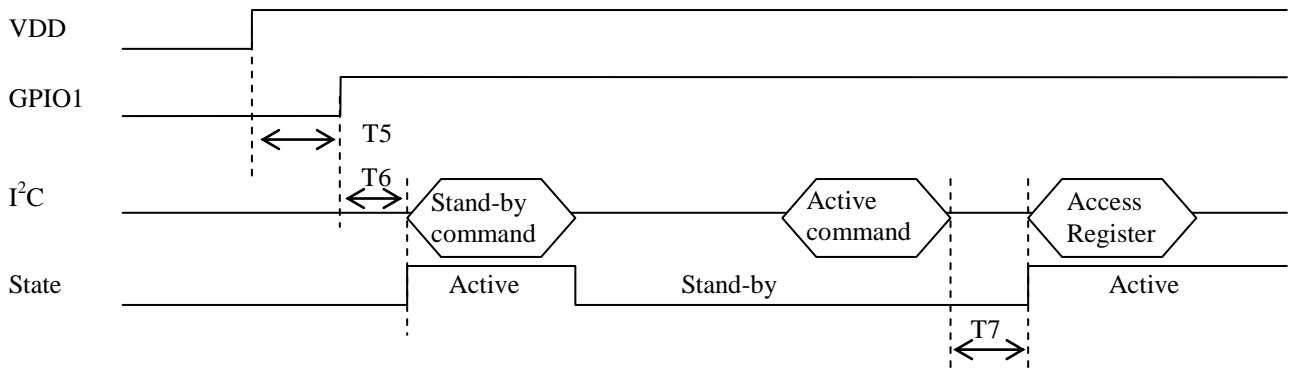 VDD
GPIO1
T5
T6
I²C
Stand-by
command
Active
command
Access
Register
State
Active
Stand-by
Active
T7